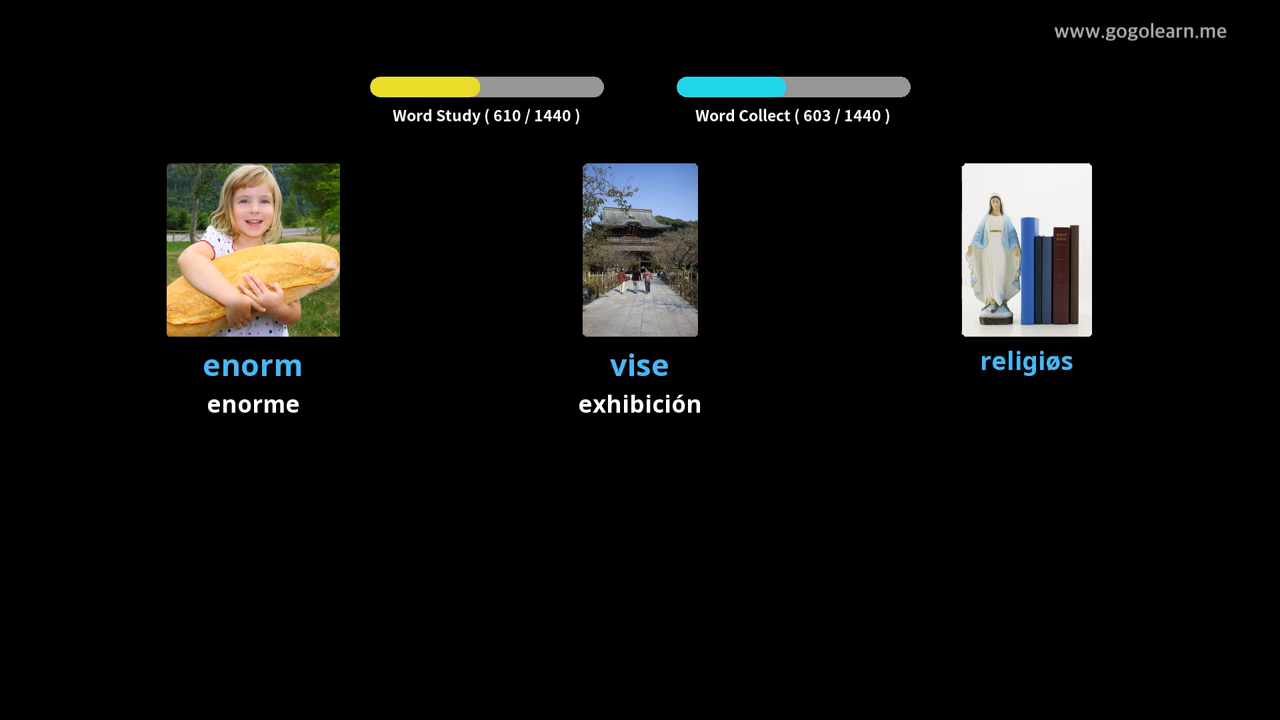 www.gogolearn.me
Word Study ( 610 / 1440 )
Word Collect ( 603 / 1440 )
enorm
vise
religiøs
enorme
exhibición